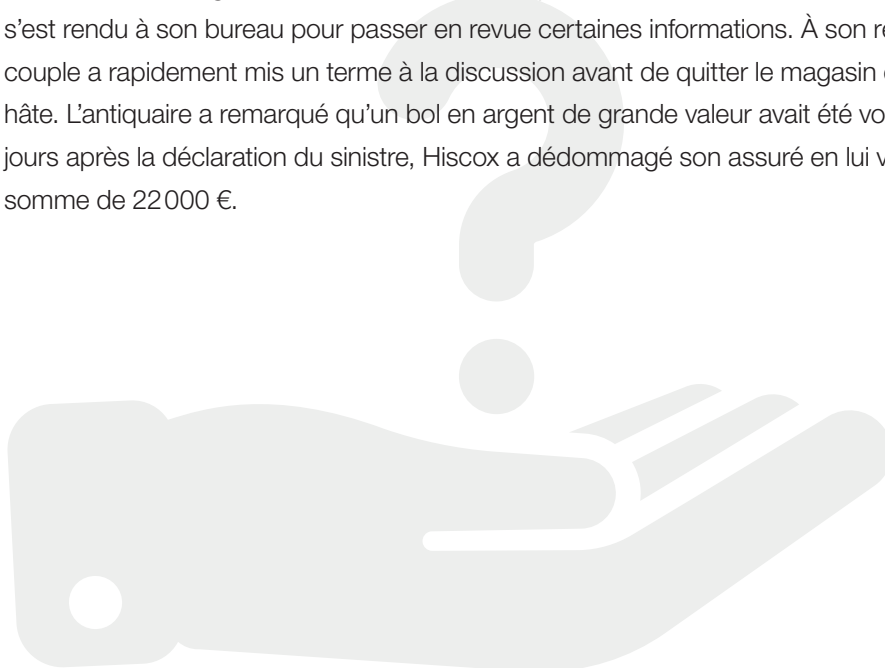 s’est rendu à son bureau pour passer en revue certaines informations. À son
couple a rapidement mis un terme à la discussion avant de quitter le magasin
hâte. L’antiquaire a remarqué qu’un bol en argent de grande valeur avait été
jours après la déclaration du sinistre, Hiscox a dédommagé son assuré en lui
somme de 22 000 €.